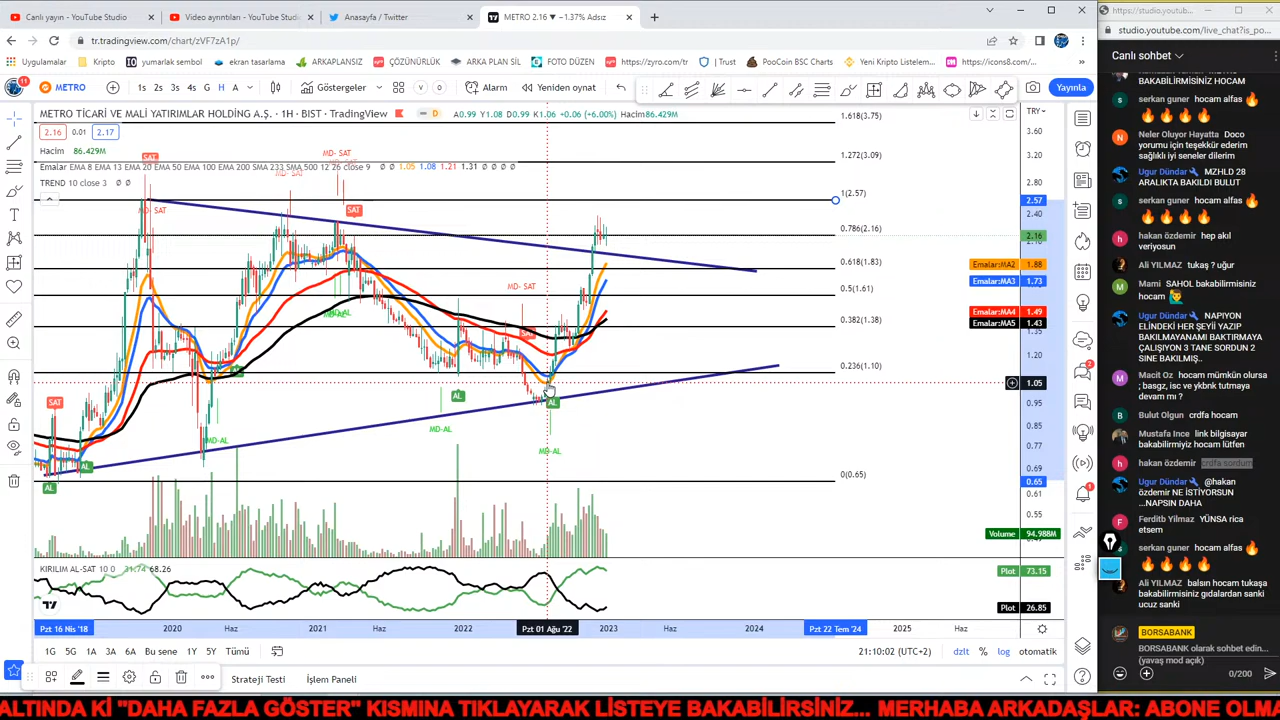 Canlı yayın - YouTube Studio
Video ayrıntıları - YouTube Studio
Anasayfa / Twitter
METRO 2.16 ▼ −1.37% Adsız
https://studio.youtub...
tr.tradingview.com/chart/zVF7zA1p/
studio.youtube.com/live_chat?is_po...
Uygulamalar
Kripto
yumarlak sembol
ekran tasarlama
ARKAPLANSIZ
ÇÖZÜNÜRLÜK
ARKA PLAN SİL
FOTO DÜZEN
https://zyro.com/tr
| Trust
PooCoin BSC Charts
Yeni Kripto Listelem...
https://icons8.com/...
Canlı sohbet
11
METRO
1s 2s 3s 4s G H A
Göstergeler
Alarm
Yeniden oynat
Yayınla
METRO TİCARİ VE MALİ YATIRIMLAR HOLDİNG A.Ş. · 1H · BIST · TradingView
D
A0.99 Y1.08 D0.99 K1.06 +0.06 (+6.00%) Hacim86.429M
2.16 0.01 2.17
Hacim 86.429M
Emalar EMA 8 EMA 13 EMA 20 EMA 50 EMA 100 EMA 200 SMA 233 SMA 500 12 26 close 9 ∅ ∅ 1.05 1.08 1.21 1.31 ∅ ∅ ∅ ∅
TREND 10 close 3 ∅ ∅
TRY
1.618(3.75)
1.272(3.09)
1(2.57)
0.786(2.16)
0.618(1.83)
0.5(1.61)
0.382(1.38)
0.236(1.10)
0(0.65)
SAT
MD- SAT
MD- SAT
MD- SAT
SAT
MD- SAT
SAT
SAT
AL
AL
MD-AL
AL
MD-AL
AL
MD-AL
AL
MD-AL
3.60
3.20
2.80
2.57
2.40
2.16
Emalar:MA2 1.88
Emalar:MA3 1.73
Emalar:MA4 1.49
Emalar:MA5 1.43
1.35
1.20
1.05
0.95
0.85
0.77
0.69
0.65
0.61
0.55
Volume 94.988M
KIRILIM AL-SAT 10 0 31.74 68.26
Plot 73.15
Plot 26.85
Pzt 16 Nis '18
2020
Haz
2021
Haz
2022
Pzt 01 Ağu '22
2023
Haz
2024
Pzt 22 Tem '24
2025
Haz
1G 5G 1A 3A 6A Bu sene 1Y 5Y Tümü
21:10:02 (UTC+2)
dzlt % log otomatik
Strateji Testi
İşlem Paneli
BAKABİLİRMİSİNİZ HOCAM
serkan guner hocam alfas
Neler Oluyor Hayatta Doco
yorumu için teşekkür ederim
sağlıklı iyi seneler dilerim
Ugur Dündar MZHLD 28
ARALIKTA BAKILDI BULUT
serkan guner hocam alfas
hakan özdemir hep akıl
veriyosun
Ali YILMAZ tukaş ? uğur
Mami SAHOL bakabilirmisiniz
hocam
Ugur Dündar NAPIYON
ELİNDEKİ HER ŞEYİİ YAZIP
BAKILMAYANAMI BAKTIRMAYA
ÇALIŞIYON 3 TANE SORDUN 2
SINE BAKILMIŞ..
Macit Oz hocam mümkün olursa
; basgz, isc ve ykbnk tutmaya
devam mı ?
Bulut Olgun crdfa hocam
Mustafa Ince link bilgisayar
bakabilirmiyiz hocam lütfen
hakan özdemir crdfa sordum
Ugur Dündar @hakan
özdemir NE İSTİYORSUN
...NAPSIN DAHA
Ferditb Yilmaz YÜNSA rica
etsem
serkan guner hocam alfas
Ali YILMAZ balsın hocam tukaşa
bakabilirmisiniz gıdalardan sanki
ucuz sanki
BORSABANK
BORSABANK olarak sohbet edin...
(yavaş mod açık)
0/200
ALTINDA Kİ "DAHA FAZLA GÖSTER" KISMINA TIKLAYARAK LİSTEYE BAKABİLİRSİNİZ... MERHABA ARKADAŞLAR: ABONE OLMA